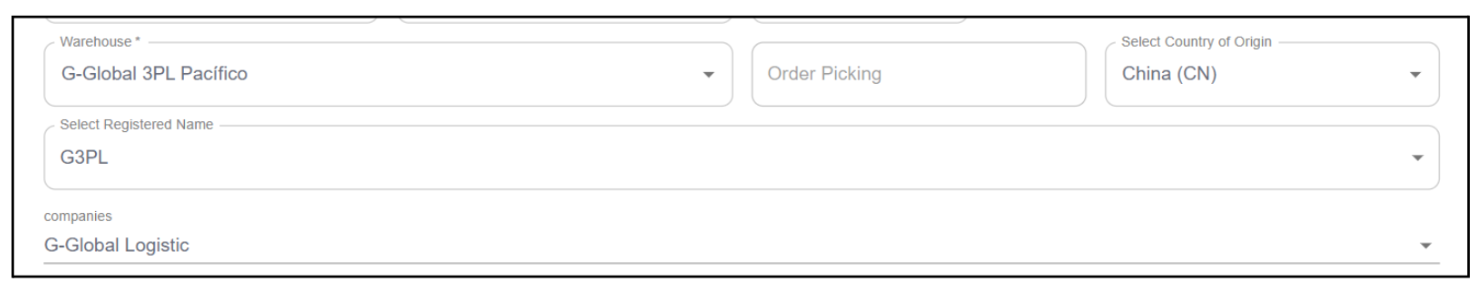 Warehouse *
G-Global 3PL Pacífico
Order Picking
Select Country of Origin
China (CN)
Select Registered Name
G3PL
companies
G-Global Logistic